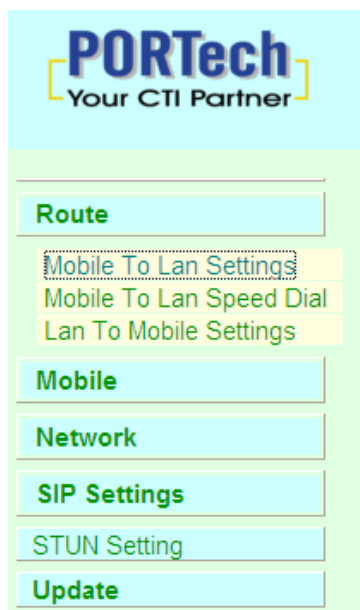 PORTech
Your CTI Partner
Route
Mobile To Lan Settings
Mobile To Lan Speed Dial
Lan To Mobile Settings
Mobile
Network
SIP Settings
STUN Setting
Update